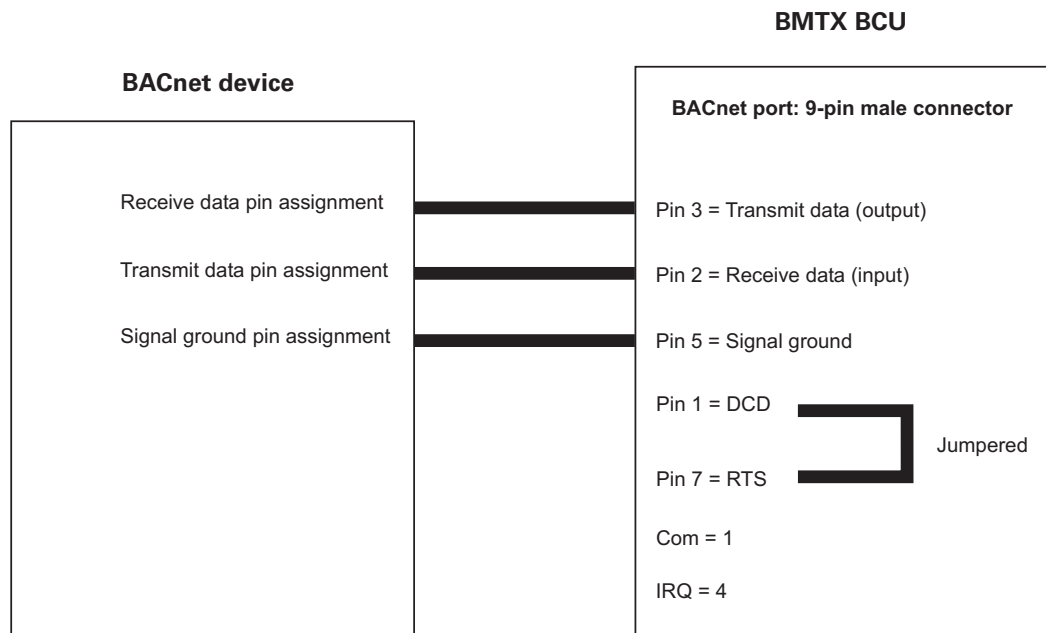 BMTX BCU
BACnet device
BACnet port: 9-pin male connector
Receive data pin assignment
Pin 3 = Transmit data (output)
Transmit data pin assignment
Pin 2 = Receive data (input)
Signal ground pin assignment
Pin 5 = Signal ground
Pin 1 = DCD
Jumpered
Pin 7 = RTS
Com = 1
IRQ = 4